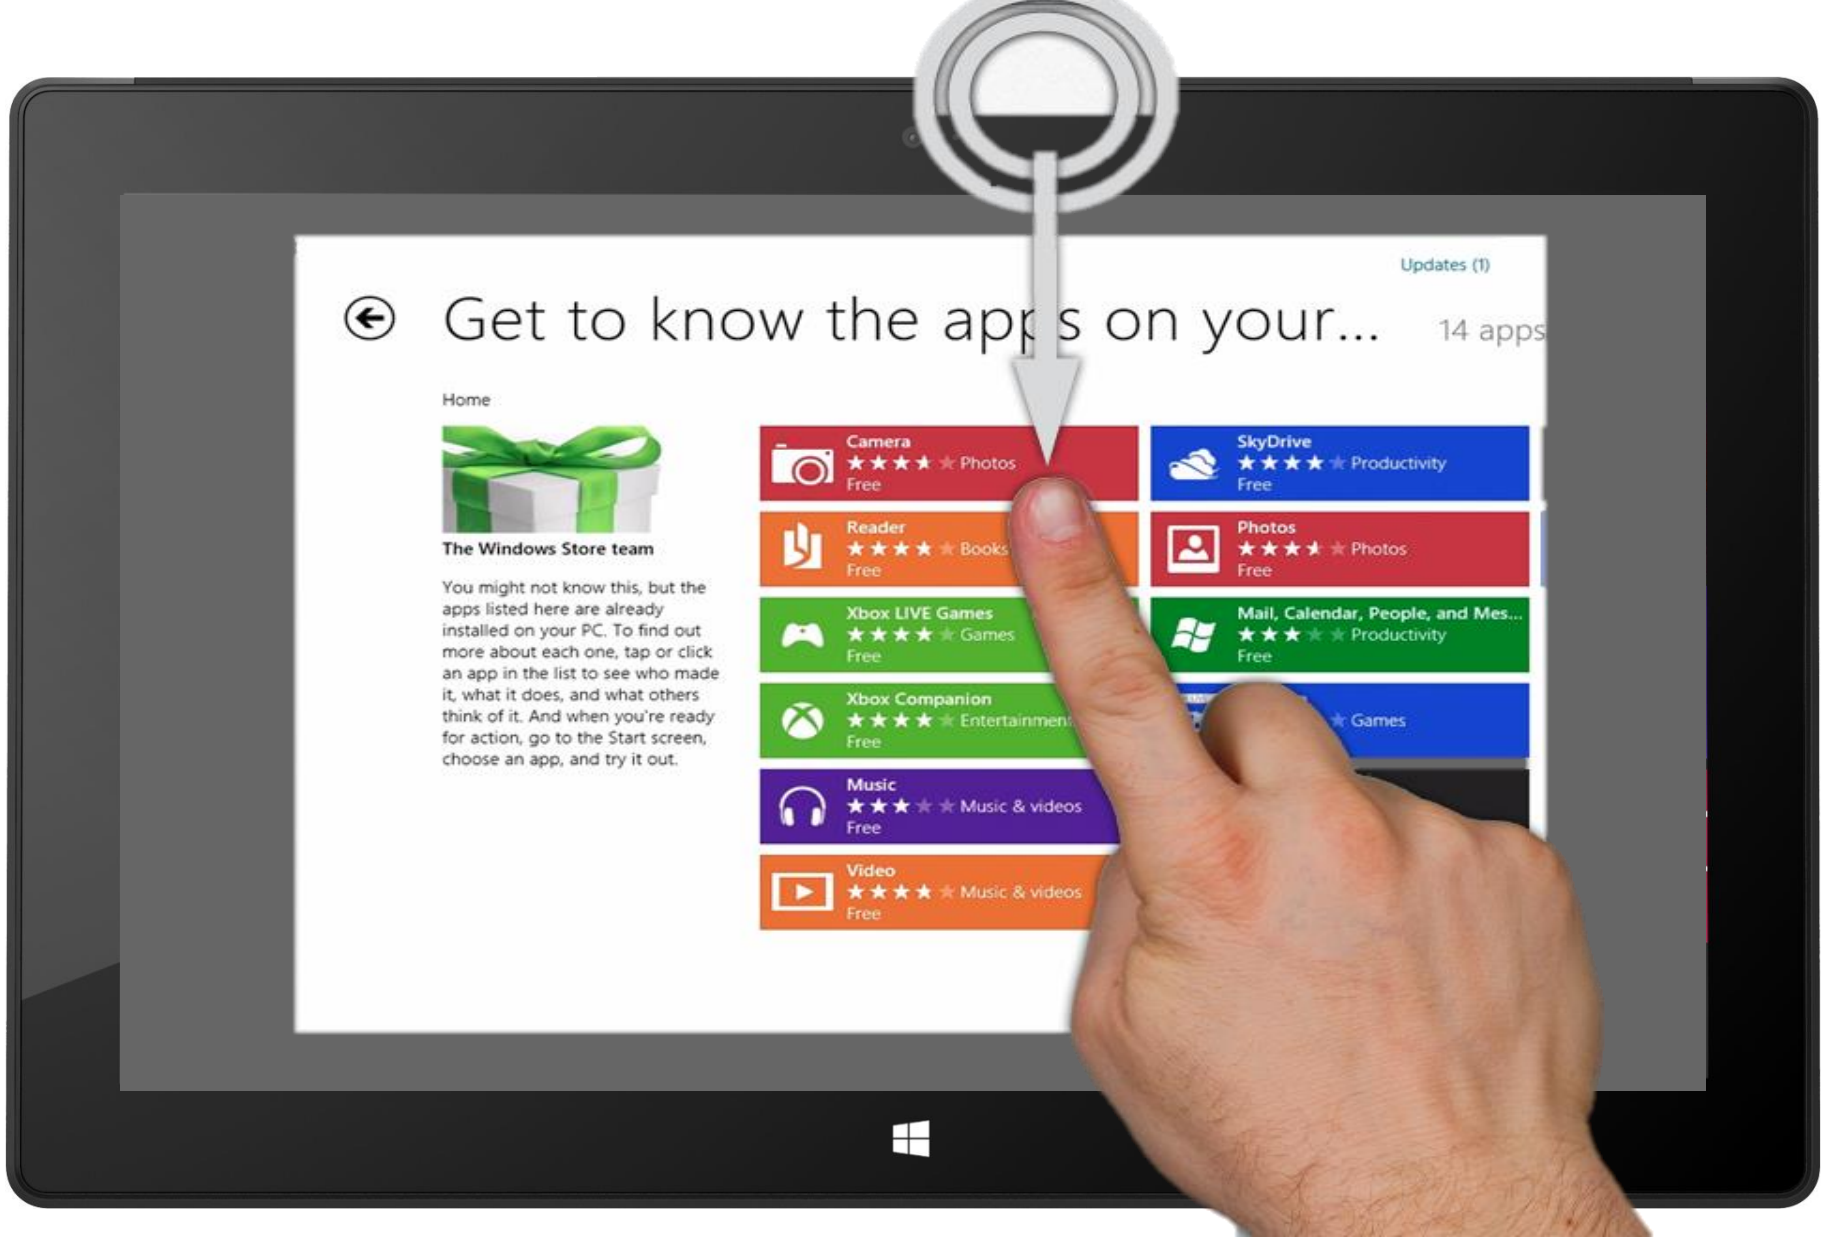 Updates (1)
Get to know the apps on your...
14 apps
Home
The Windows Store team
You might not know this, but the
apps listed here are already
installed on your PC. To find out
more about each one, tap or click
an app in the list to see who made
it, what it does, and what others
think of it. And when you're ready
for action, go to the Start screen,
choose an app, and try it out.
Camera
Photos
Free
Reader
Books
Free
Xbox LIVE Games
Games
Free
Xbox Companion
Entertainment
Free
Music
Music & videos
Free
Video
Music & videos
Free
SkyDrive
Productivity
Free
Photos
Photos
Free
Mail, Calendar, People, and Mes...
Productivity
Free
Games